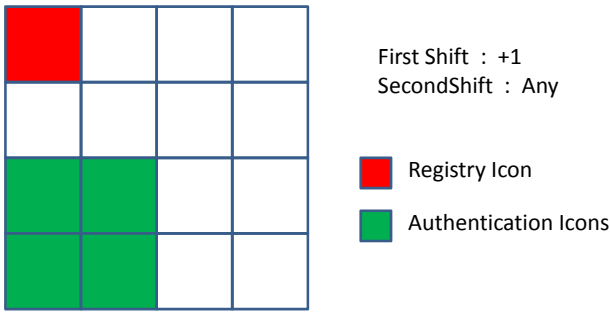 First Shift : +1
SecondShift : Any
Registry Icon
Authentication Icons